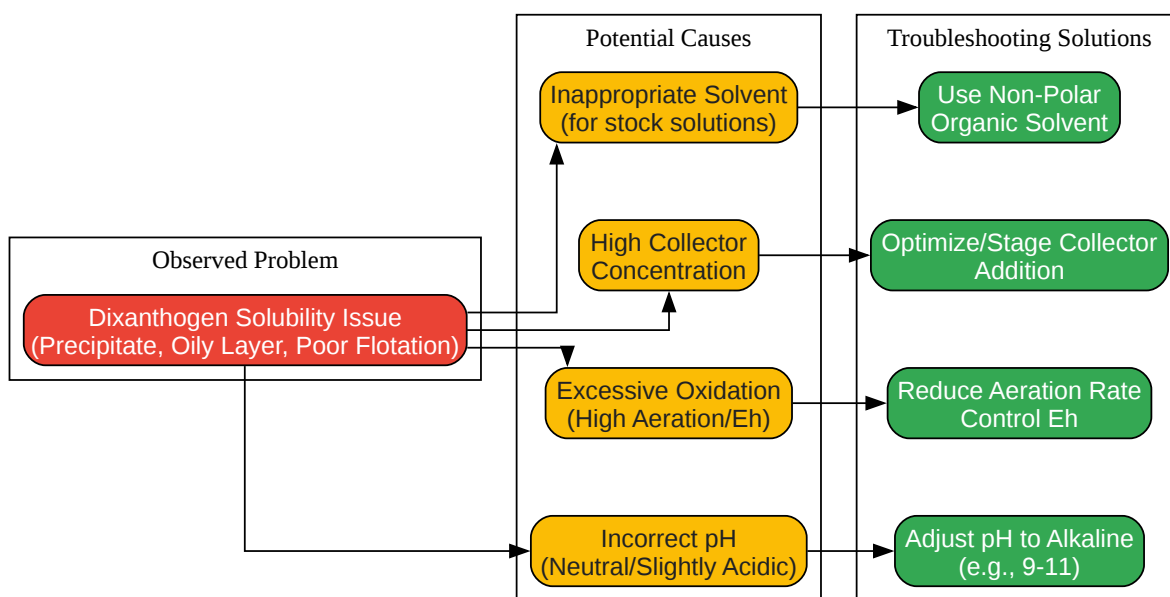 Potential Causes
Troubleshooting Solutions
Inappropriate Solvent
(for stock solutions)
Use Non-Polar
Organic Solvent
High Collector
Concentration
Optimize/Stage Collector
Addition
Observed Problem
Dixanthogen Solubility Issue
(Precipitate, Oily Layer, Poor Flotation)
Excessive Oxidation
(High Aeration/Eh)
Reduce Aeration Rate
Control Eh
Incorrect pH
(Neutral/Slightly Acidic)
Adjust pH to Alkaline
(e.g., 9-11)